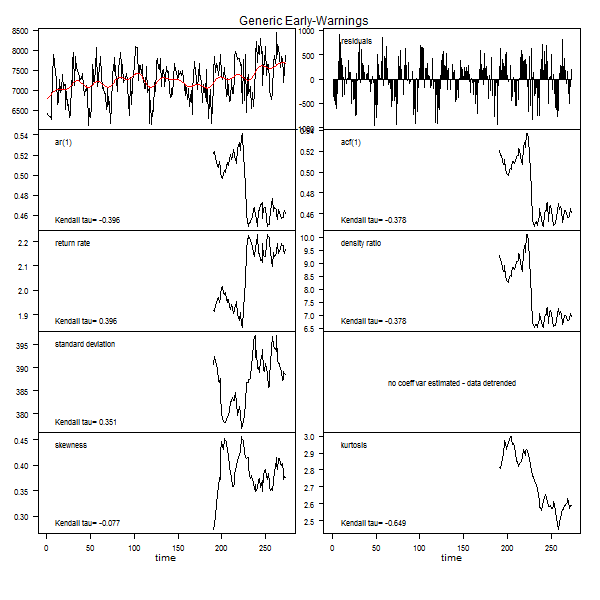 Generic Early-Warnings
8500
8000
7500
7000
6500
1000
500
0
-500
-1000
residuals
0.54
0.52
0.50
0.48
0.46
ar(1)
Kendall tau= -0.396
0.54
0.52
0.50
0.48
0.46
acf(1)
Kendall tau= -0.378
2.2
2.1
2.0
1.9
return rate
Kendall tau= 0.396
10.0
9.5
9.0
8.5
8.0
7.5
7.0
6.5
density ratio
Kendall tau= -0.378
395
390
385
380
standard deviation
Kendall tau= 0.351
no coeff var estimated - data detrended
0.45
0.40
0.35
0.30
skewness
Kendall tau= -0.077
0 50 100 150 200 250
time
3.0
2.9
2.8
2.7
2.6
2.5
kurtosis
Kendall tau= -0.649
0 50 100 150 200 250
time